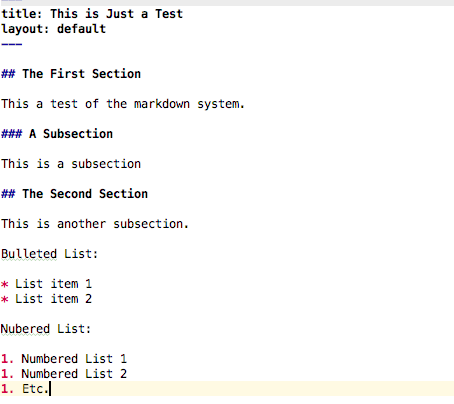 title: This is Just a Test
layout: default
---
## The First Section
This a test of the markdown system.
### A Subsection
This is a subsection
## The Second Section
This is another subsection.
Bulleted List:
* List item 1
* List item 2
Nubered List:
1. Numbered List 1
1. Numbered List 2
1. Etc.